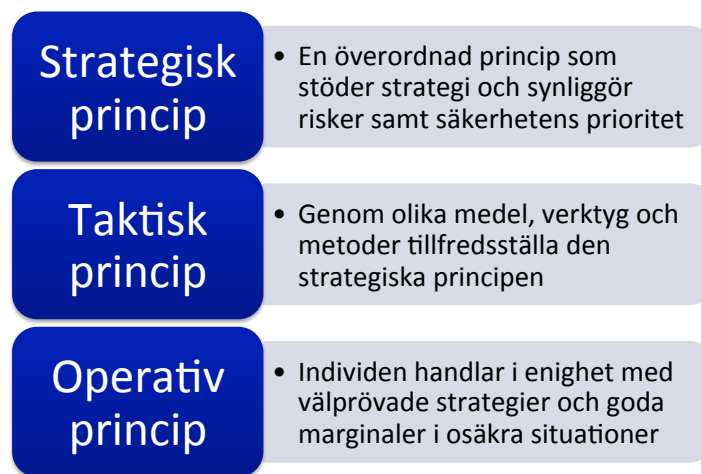 Strategisk
princip
• En överordnad princip som
stöder strategi och synliggör
risker samt säkerhetens prioritet
Taktisk
princip
• Genom olika medel, verktyg och
metoder tillfredsställa den
strategiska principen
Operativ
princip
• Individen handlar i enighet med
välprövade strategier och goda
marginaler i osäkra situationer